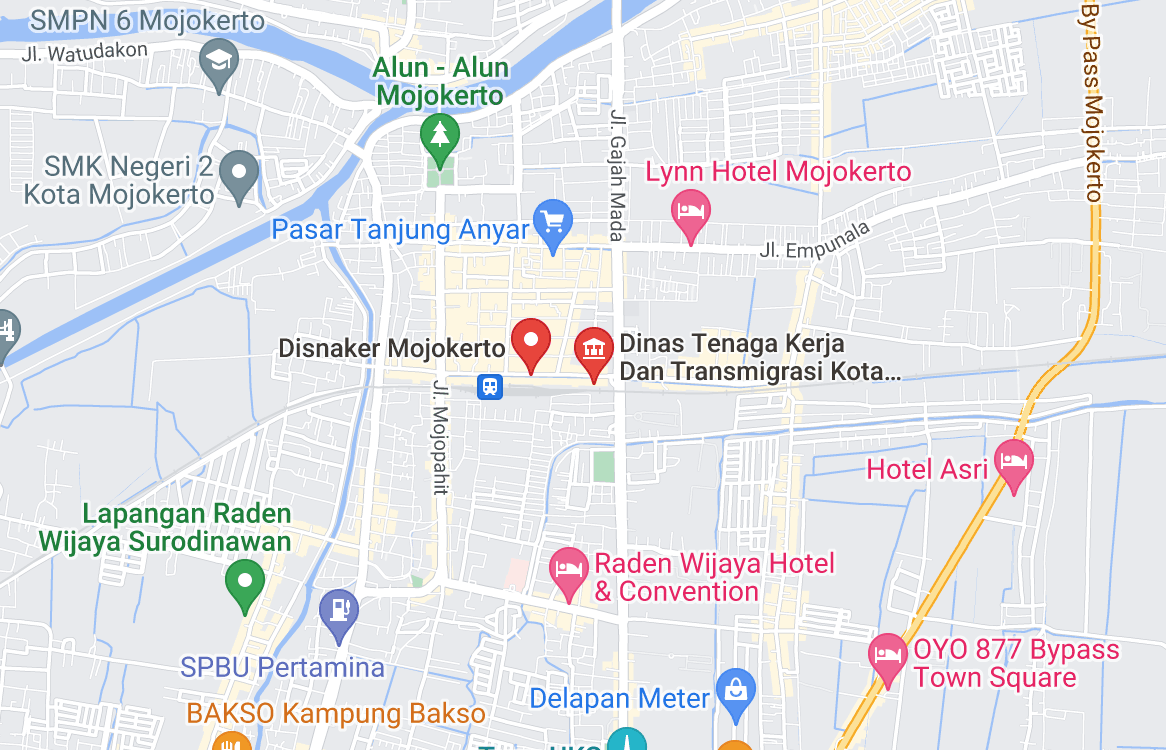 SMPN 6 Mojokerto
Jl. Watudakon
By Pass Mojokerto
Alun - Alun
Mojokerto
Jl. Gajah Mada
SMK Negeri 2
Kota Mojokerto
Lynn Hotel Mojokerto
Pasar Tanjung Anyar
Jl. Empunala
Disnaker Mojokerto
Dinas Tenaga Kerja
Dan Transmigrasi Kota...
Jl. Mojopahit
Hotel Asri
Lapangan Raden
Wijaya Surodinawan
Raden Wijaya Hotel
& Convention
SPBU Pertamina
OYO 877 Bypass
Town Square
Delapan Meter
BAKSO Kampung Bakso